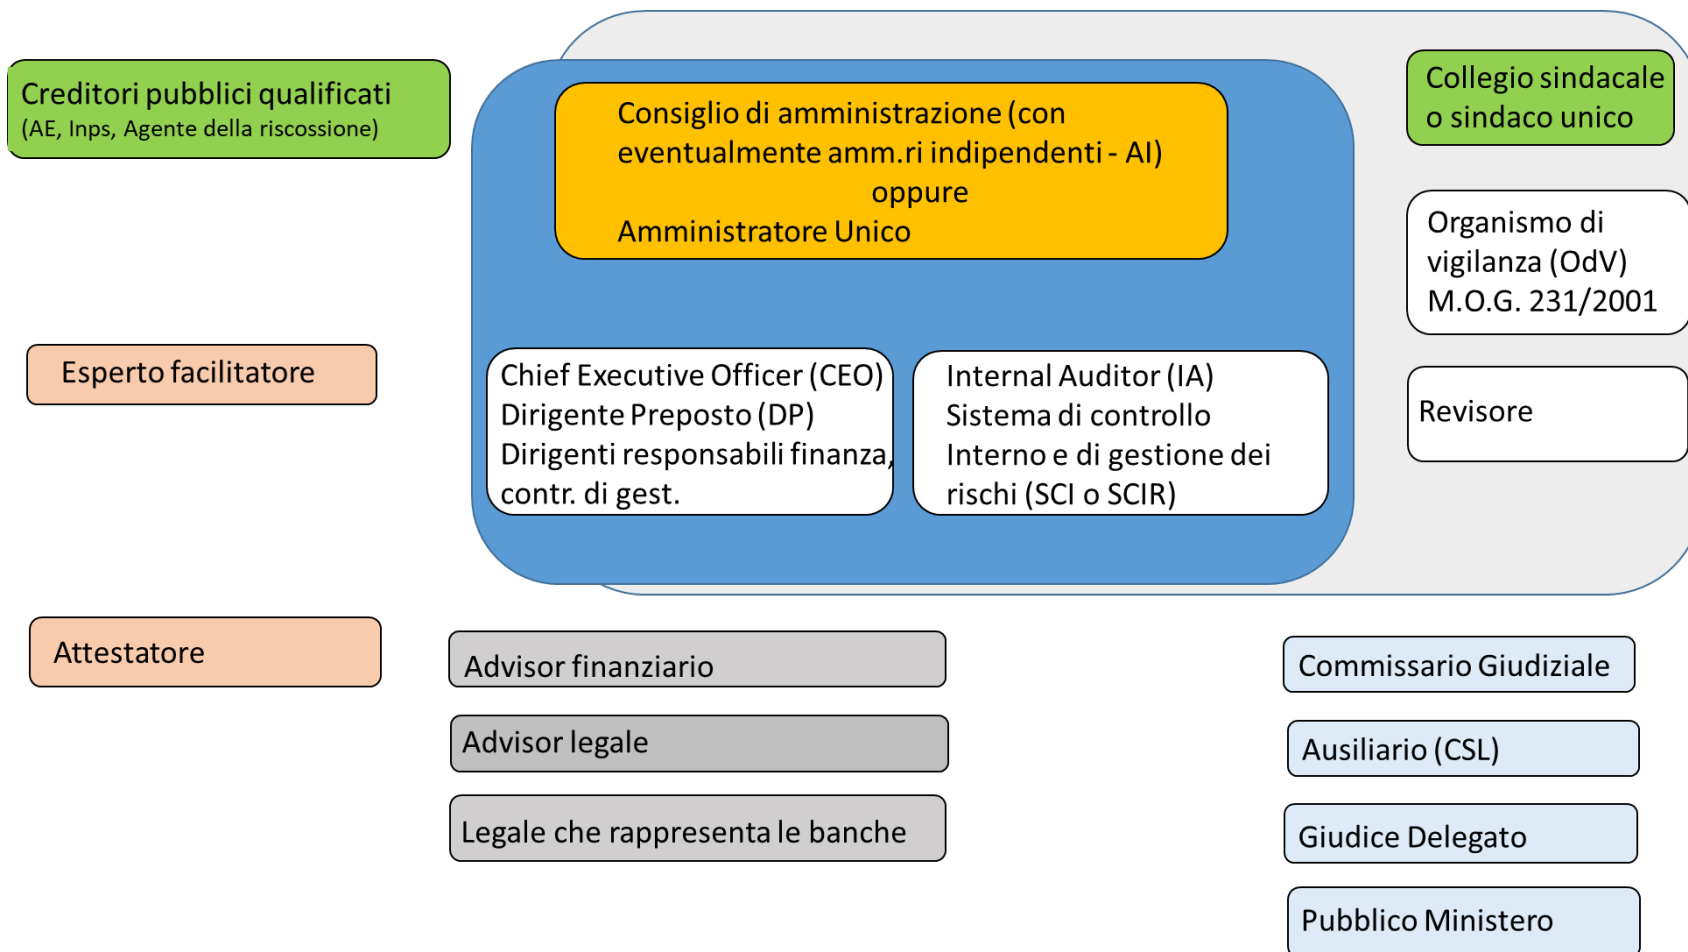 Creditori pubblici qualificati
(AE, Inps, Agente della riscossione)
Consiglio di amministrazione (con
eventualmente amm.ri indipendenti - AI)
oppure
Amministratore Unico
Collegio sindacale
o sindaco unico
Organismo di
vigilanza (OdV)
M.O.G. 231/2001
Esperto facilitatore
Chief Executive Officer (CEO)
Dirigente Preposto (DP)
Dirigenti responsabili finanza,
contr. di gest.
Internal Auditor (IA)
Sistema di controllo
Interno e di gestione dei
rischi (SCI o SCIR)
Revisore
Attestatore
Advisor finanziario
Advisor legale
Legale che rappresenta le banche
Commissario Giudiziale
Ausiliario (CSL)
Giudice Delegato
Pubblico Ministero